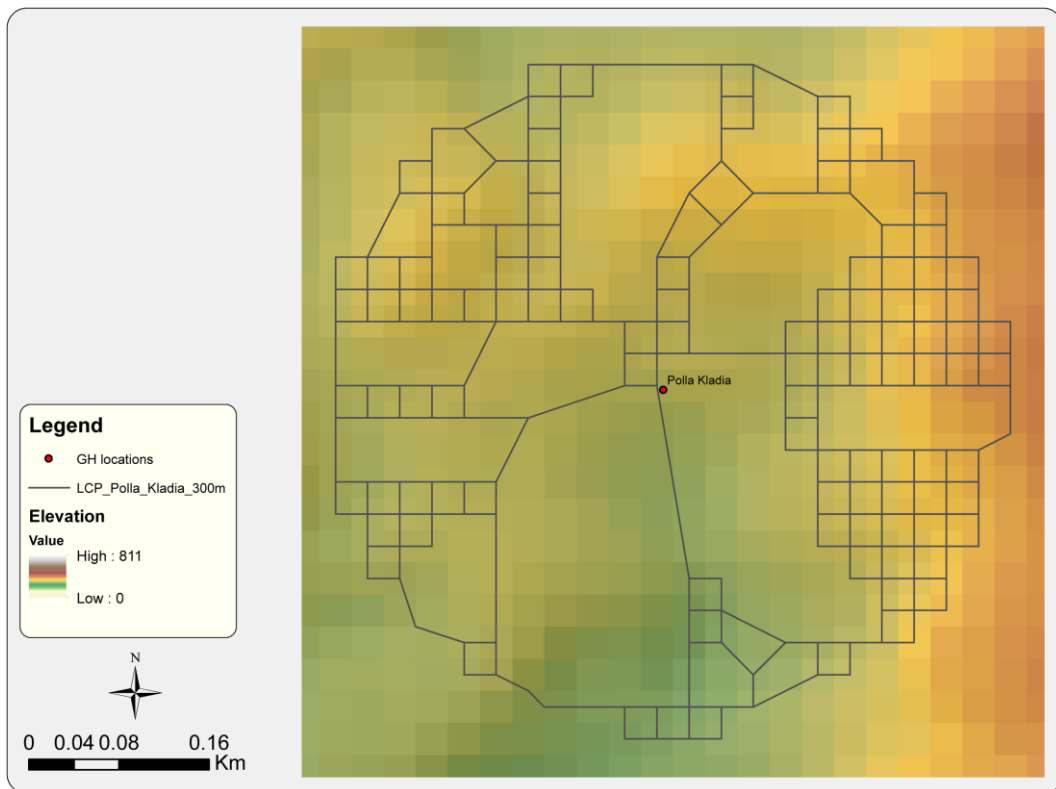 Polla Kladia
Legend
GH locations
LCP_Polla_Kladia_300m
Elevation
Value
High : 811
Low : 0
N
0 0.04 0.08 0.16
Km